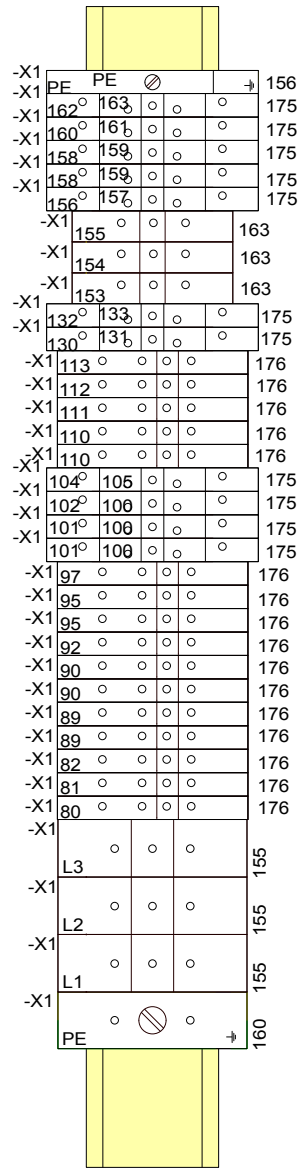 -X1 PE PE 156
-X1 162 163 175
-X1 160 161 175
-X1 158 159 175
-X1 158 159 175
156 157 175
-X1 155 163
-X1 154 163
-X1 153 163
-X1 132 133 175
-X1 130 131 175
-X1 113 176
-X1 112 176
-X1 111 176
-X1 110 176
-X1 110 176
-X1 104 105 175
-X1 102 100 175
-X1 101 100 175
-X1 101 100 175
-X1 97 176
-X1 95 176
-X1 95 176
-X1 92 176
-X1 90 176
-X1 90 176
-X1 89 176
-X1 89 176
-X1 82 176
-X1 81 176
-X1 80 176
-X1 L3 155
-X1 L2 155
-X1 L1 155
-X1 PE 160